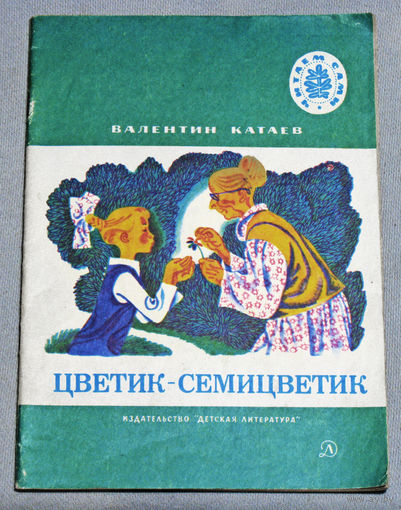 ЧИТАЕМ САМИ
ВАЛЕНТИН КАТАЕВ
ЦВЕТИК-СЕМИЦВЕТИК
ИЗДАТЕЛЬСТВО "ДЕТСКАЯ ЛИТЕРАТУРА"